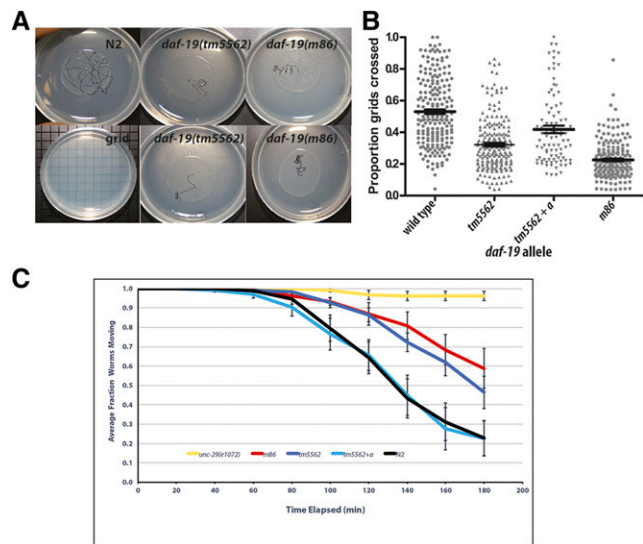 A
N2
daf-19(tm5562)
daf-19(m86)
grid
daf-19(tm5562)
daf-19(m86)
B
Proportion grids crossed
1.0
0.8
0.6
0.4
0.2
0.0
wild type
tm5562
tm5562 + a
m86
daf-19 allele
C
Average Fraction Worms Moving
1.0
0.9
0.8
0.7
0.6
0.5
0.4
0.3
0.2
0.1
0.0
unc-29(e1072)
m86
tm5562
tm5562+a
N2
0
20
40
60
80
100
120
140
160
180
200
Time Elapsed (min)